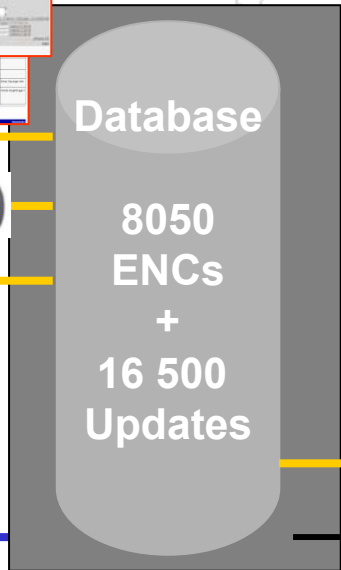 Database
8050
ENCs
+
16 500
Updates